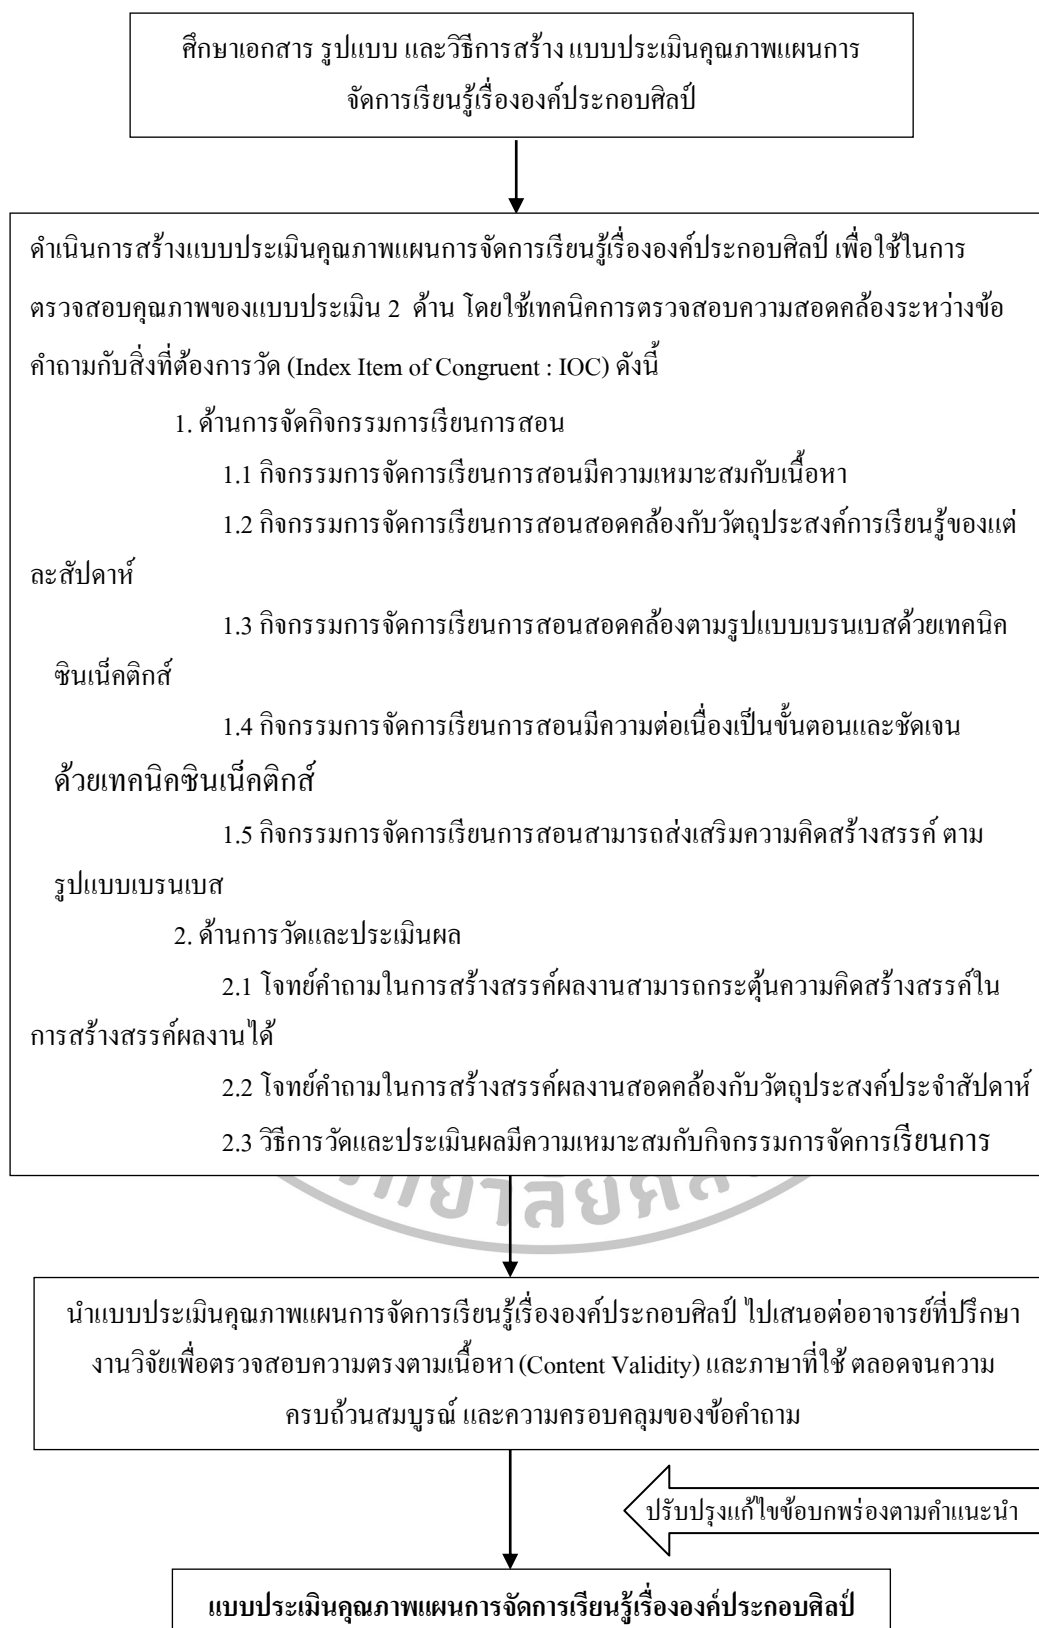 ศึกษาเอกสาร รูปแบบ และวิธีการสร้าง แบบประเมินคุณภาพแผนการ
จัดการเรียนรู้เรื่ององค์ประกอบศิลป์
ดำเนินการสร้างแบบประเมินคุณภาพแผนการจัดการเรียนรู้เรื่ององค์ประกอบศิลป์ เพื่อใช้ในการ
ตรวจสอบคุณภาพของแบบประเมิน 2 ด้าน โดยใช้เทคนิคการตรวจสอบความสอดคล้องระหว่างข้อ
คำถามกับสิ่งที่ต้องการวัด (Index Item of Congruent : IOC) ดังนี้
1. ด้านการจัดกิจกรรมการเรียนการสอน
1.1 กิจกรรมการจัดการเรียนการสอนมีความเหมาะสมกับเนื้อหา
1.2 กิจกรรมการจัดการเรียนการสอนสอดคล้องกับวัตถุประสงค์การเรียนรู้ของแต่
ละสัปดาห์
1.3 กิจกรรมการจัดการเรียนการสอนสอดคล้องตามรูปแบบเบรนเบสด้วยเทคนิค
ซินเน็คติกส์
1.4 กิจกรรมการจัดการเรียนการสอนมีความต่อเนื่องเป็นขั้นตอนและชัดเจน
ด้วยเทคนิคซินเน็คติกส์
1.5 กิจกรรมการจัดการเรียนการสอนสามารถส่งเสริมความคิดสร้างสรรค์ ตาม
รูปแบบเบรนเบส
2. ด้านการวัดและประเมินผล
2.1 โจทย์คำถามในการสร้างสรรค์ผลงานสามารถกระตุ้นความคิดสร้างสรรค์ใน
การสร้างสรรค์ผลงานได้
2.2 โจทย์คำถามในการสร้างสรรค์ผลงานสอดคล้องกับวัตถุประสงค์ประจำสัปดาห์
2.3 วิธีการวัดและประเมินผลมีความเหมาะสมกับกิจกรรมการจัดการเรียนการ
นำแบบประเมินคุณภาพแผนการจัดการเรียนรู้เรื่ององค์ประกอบศิลป์ ไปเสนอต่ออาจารย์ที่ปรึกษา
งานวิจัยเพื่อตรวจสอบความตรงตามเนื้อหา (Content Validity) และภาษาที่ใช้ ตลอดจนความ
ครบถ้วนสมบูรณ์ และความครอบคลุมของข้อคำถาม
ปรับปรุงแก้ไขข้อบกพร่องตามคำแนะนำ
แบบประเมินคุณภาพแผนการจัดการเรียนรู้เรื่ององค์ประกอบศิลป์